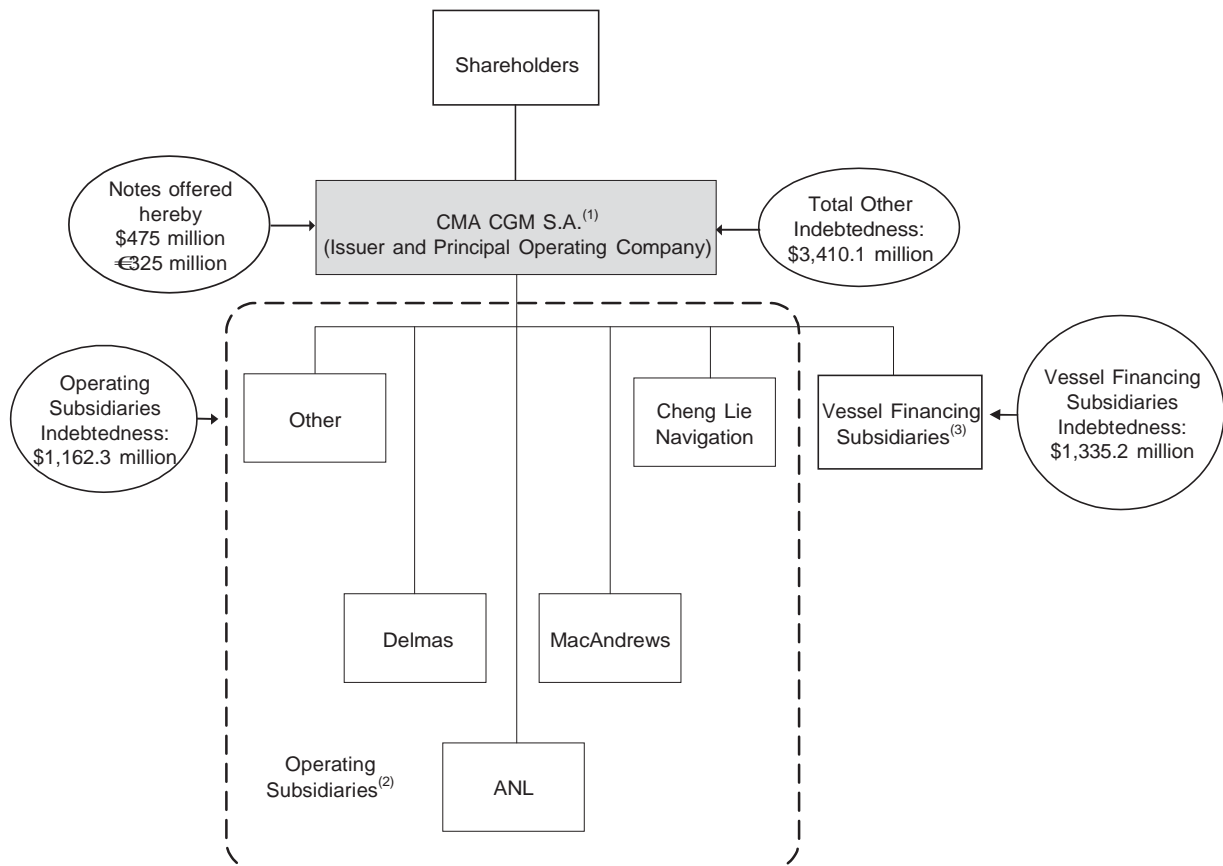 Shareholders
Notes offered
hereby
$475 million
€325 million
CMA CGM S.A.(1)
(Issuer and Principal Operating Company)
Total Other
Indebtedness:
$3,410.1 million
Operating
Subsidiaries
Indebtedness:
$1,162.3 million
Other
Cheng Lie
Navigation
Vessel Financing
Subsidiaries(3)
Vessel Financing
Subsidiaries
Indebtedness:
$1,335.2 million
Delmas
MacAndrews
Operating
Subsidiaries(2)
ANL